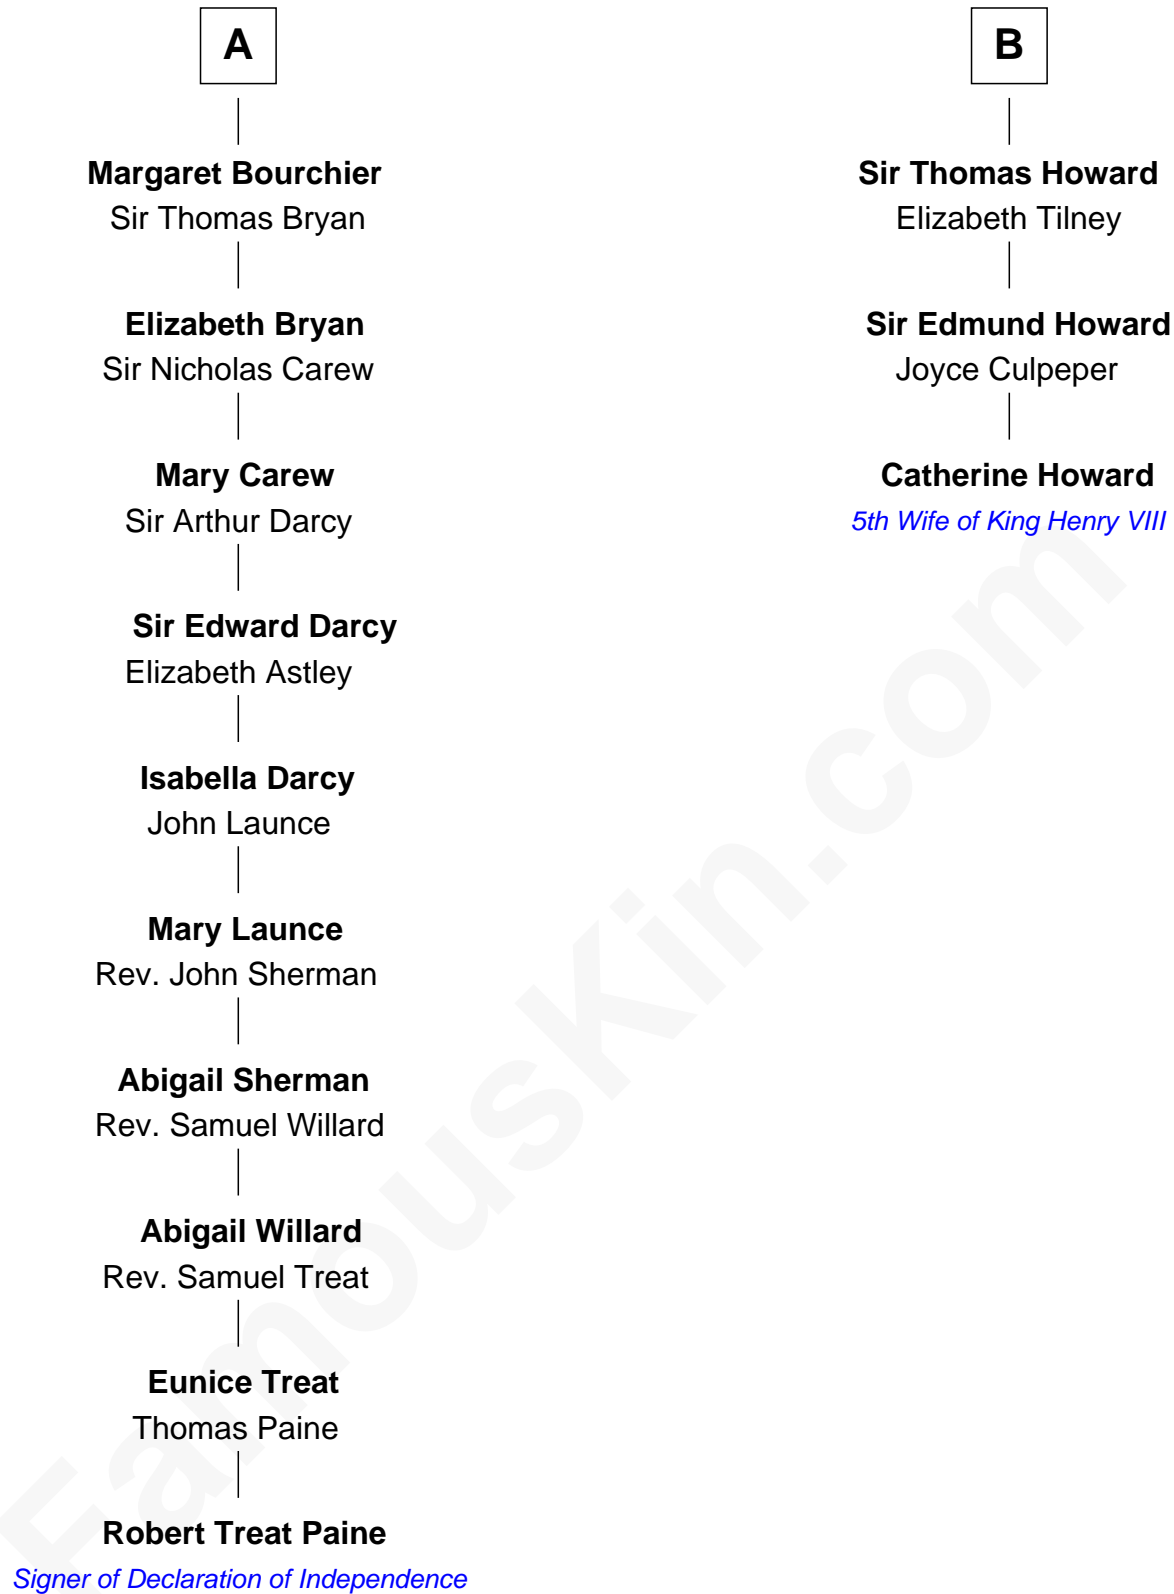 A
Margaret Bourchier
Sir Thomas Bryan
Elizabeth Bryan
Sir Nicholas Carew
Mary Carew
Sir Arthur Darcy
Sir Edward Darcy
Elizabeth Astley
Isabella Darcy
John Launce
Mary Launce
Rev. John Sherman
Abigail Sherman
Rev. Samuel Willard
Abigail Willard
Rev. Samuel Treat
Eunice Treat
Thomas Paine
Robert Treat Paine
Signer of Declaration of Independence
B
Sir Thomas Howard
Elizabeth Tilney
Sir Edmund Howard
Joyce Culpeper
Catherine Howard
5th Wife of King Henry VIII
FamousKin.com